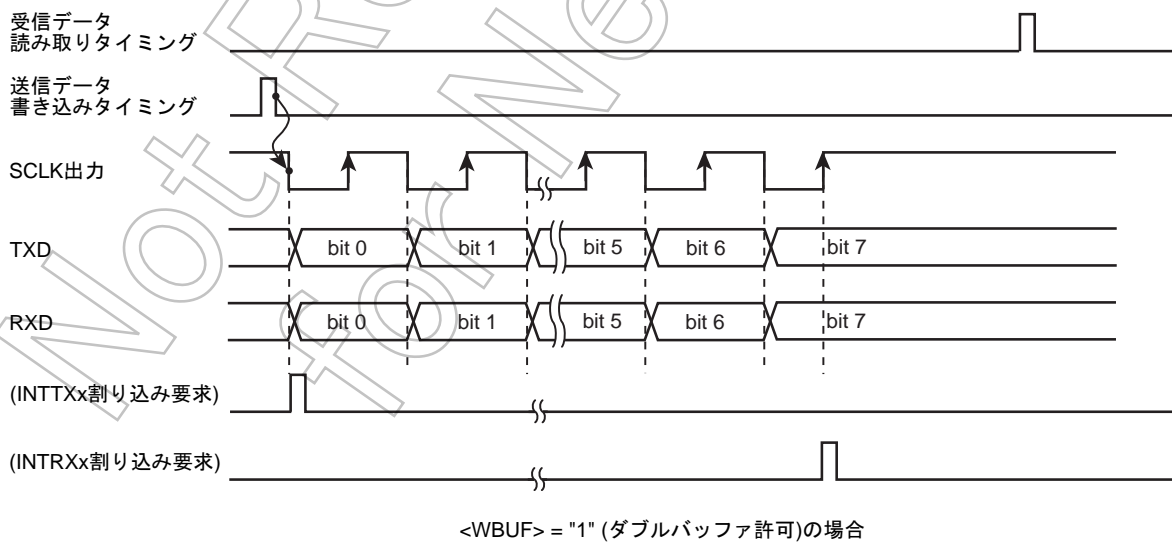 受信データ
読み取りタイミング
送信データ
書き込みタイミング
SCLK出力
TXD
bit 0
bit 1
bit 5
bit 6
bit 7
RXD
bit 0
bit 1
bit 5
bit 6
bit 7
(INTTXx割り込み要求)
(INTRXx割り込み要求)
<WBUF> = "1" (ダブルバッファ許可)の場合
Not R
for Ne